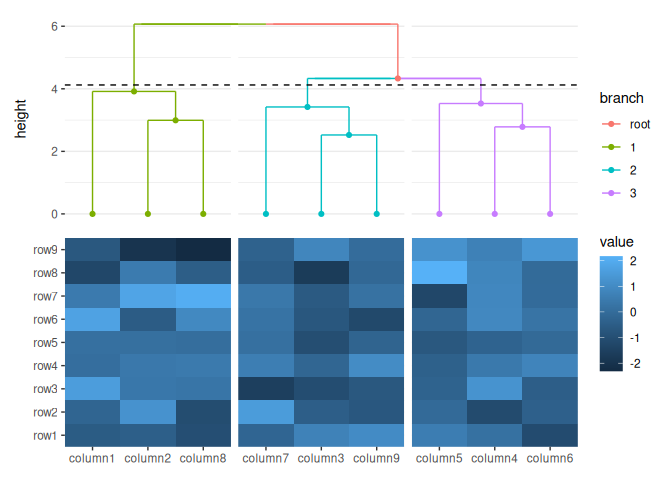 height
6
4
2
0
branch
root
1
2
3
row9
row8
row7
row6
row5
row4
row3
row2
row1
value
2
1
0
-1
-2
column1 column2 column8 column7 column3 column9 column5 column4 column6